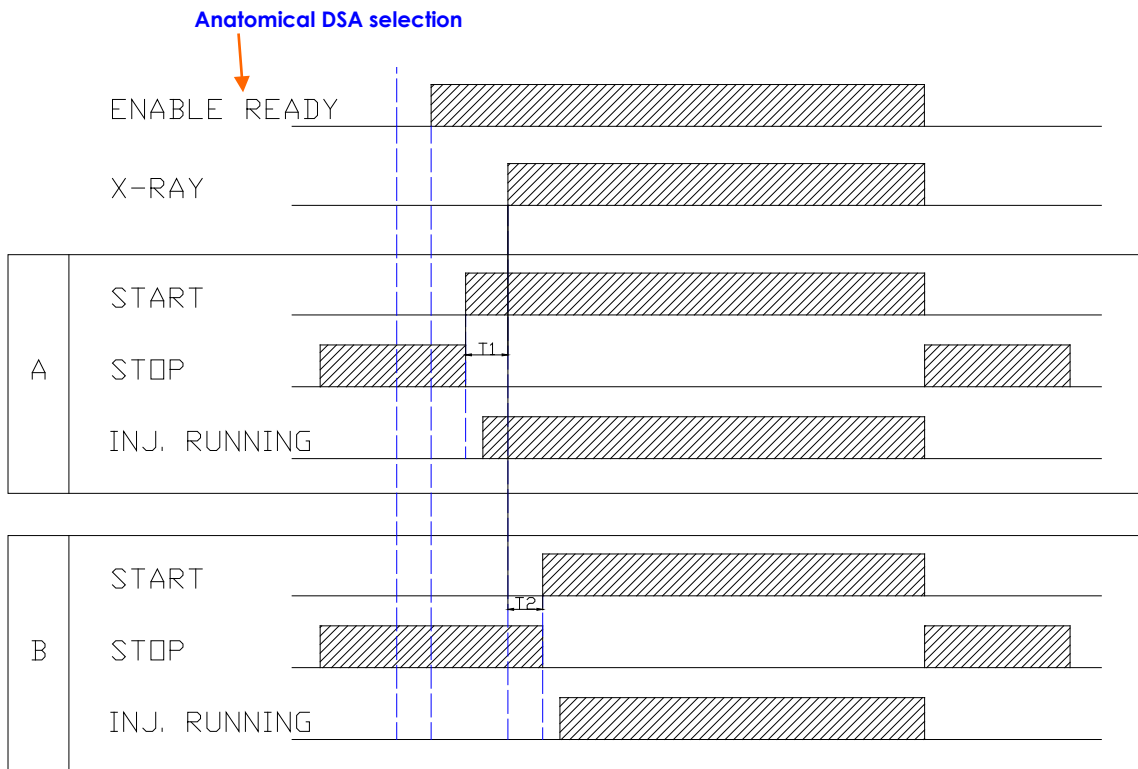 Anatomical DSA selection
ENABLE READY
X-RAY
START
T1
A
STOP
INJ. RUNNING
START
T2
B
STOP
INJ. RUNNING